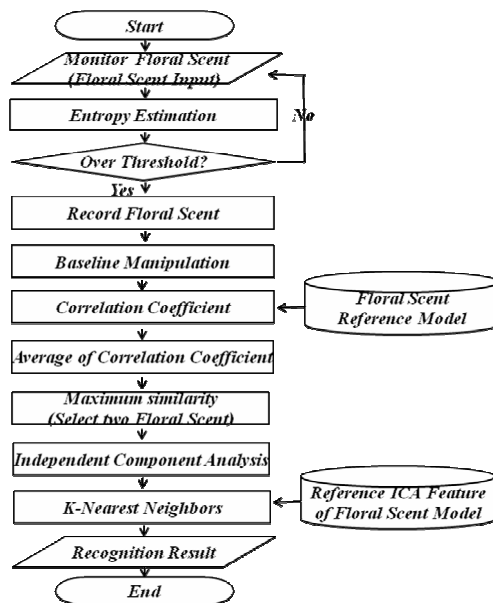 Start
Monitor Floral Scent
(Floral Scent Input)
Entropy Estimation
No
Over Threshold?
Yes
Record Floral Scent
Baseline Manipulation
Correlation Coefficient
Floral Scent
Reference Model
Average of Correlation Coefficient
Maximum similarity
(Select two Floral Scent)
Independent Component Analysis
K-Nearest Neighbors
Reference ICA Feature
of Floral Scent Model
Recognition Result
End